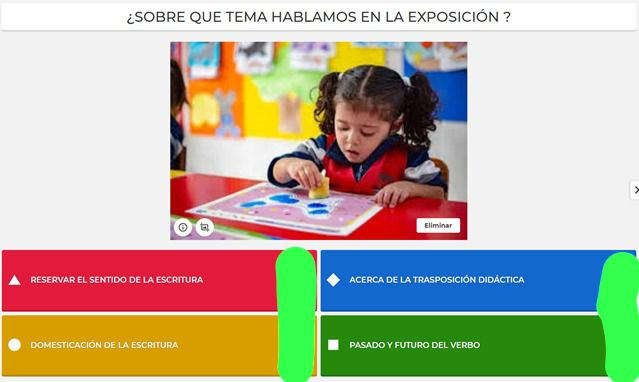 ¿SOBRE QUE TEMA HABLAMOS EN LA EXPOSICIÓN ?
Eliminar
RESERVAR EL SENTIDO DE LA ESCRITURA
ACERCA DE LA TRASPOSICIÓN DIDÁCTICA
DOMESTICACIÓN DE LA ESCRITURA
PASADO Y FUTURO DEL VERBO